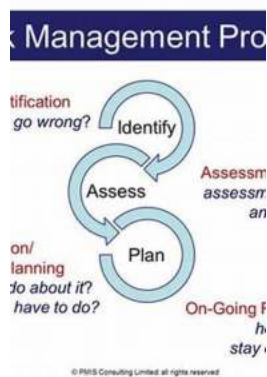 k Management Pro
tification
go wrong?
Identify
Assessm
assessm
an
Assess
on/
lanning
do about it?
have to do?
Plan
On-Going R
he
stay o
© PMIS Consulting Limited: all rights reserved